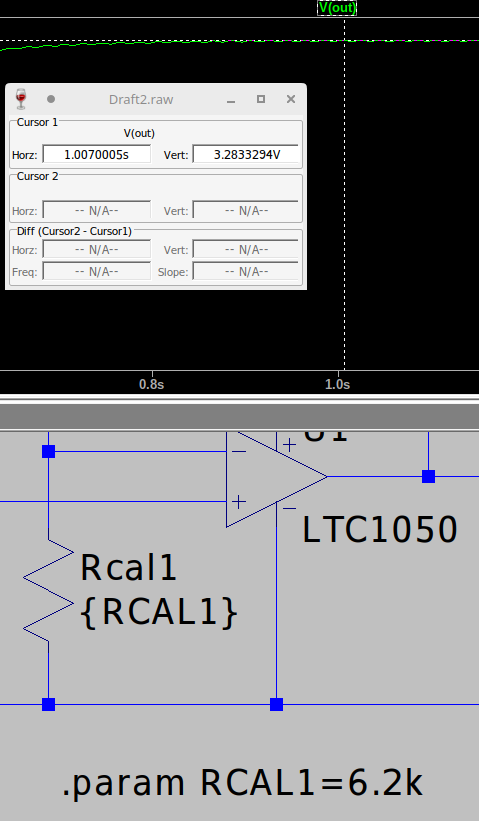 V(out)
Draft2.raw
Cursor 1
V(out)
Horz: 1.0070005s Vert: 3.2833294V
Cursor 2
Horz: -- N/A-- Vert: -- N/A--
Diff (Cursor2 - Cursor1)
Horz: -- N/A-- Vert: -- N/A--
Freq: -- N/A-- Slope: -- N/A--
0.8s 1.0s
U1
LTC1050
Rcal1
{RCAL1}
.param RCAL1=6.2k